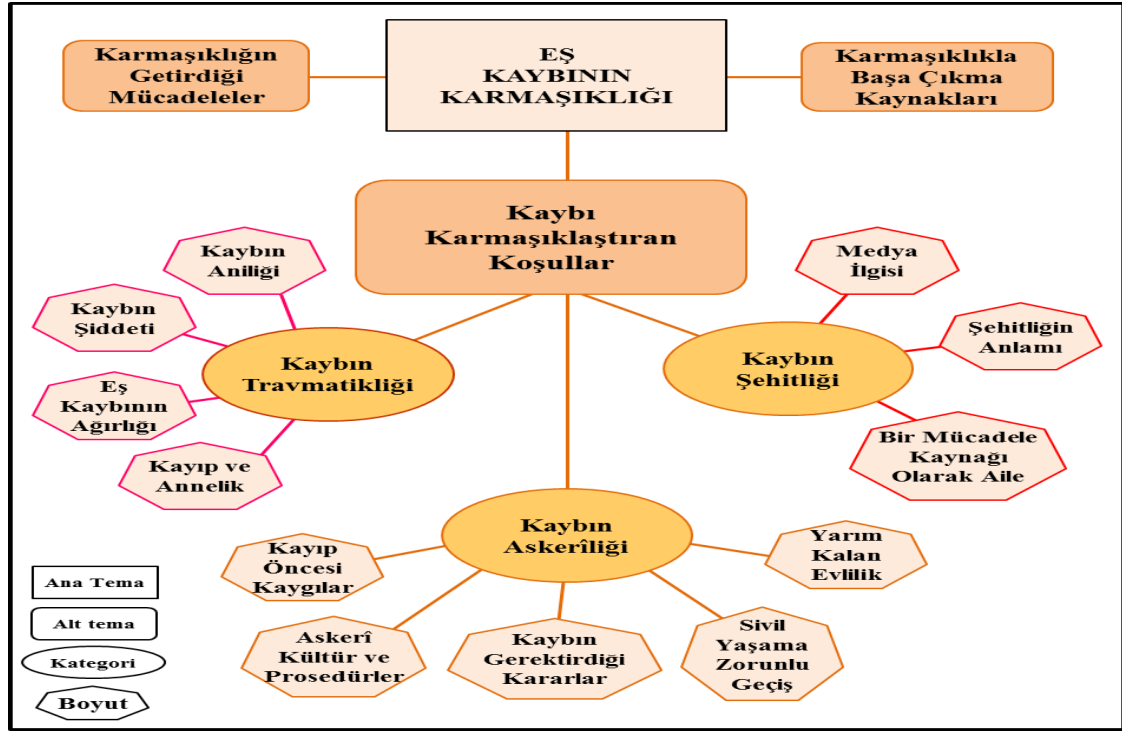 Karmaşıklığın
Getirdiği
Mücadeleler
EŞ
KAYBININ
KARMAŞIKLIĞI
Karmaşıklıkla
Başa Çıkma
Kaynakları
Kaybı
Karmaşıklaştıran
Koşullar
Kaybın
Aniliği
Kaybın
Şiddeti
Eş
Kaybının
Ağırlığı
Kayıp ve
Annelik
Kaybın
Travmatikliği
Kaybın
Şehitliği
Medya
İlgisi
Şehitliğin
Anlamı
Bir Mücadele
Kaynağı
Olarak Aile
Kaybın
Askerîliği
Kayıp
Öncesi
Kaygılar
Askerî
Kültür ve
Prosedürler
Kaybın
Gerektirdiği
Kararlar
Sivil
Yaşama
Zorunlu
Geçiş
Yarım
Kalan
Evlilik
Ana Tema
Alt tema
Kategori
Boyut